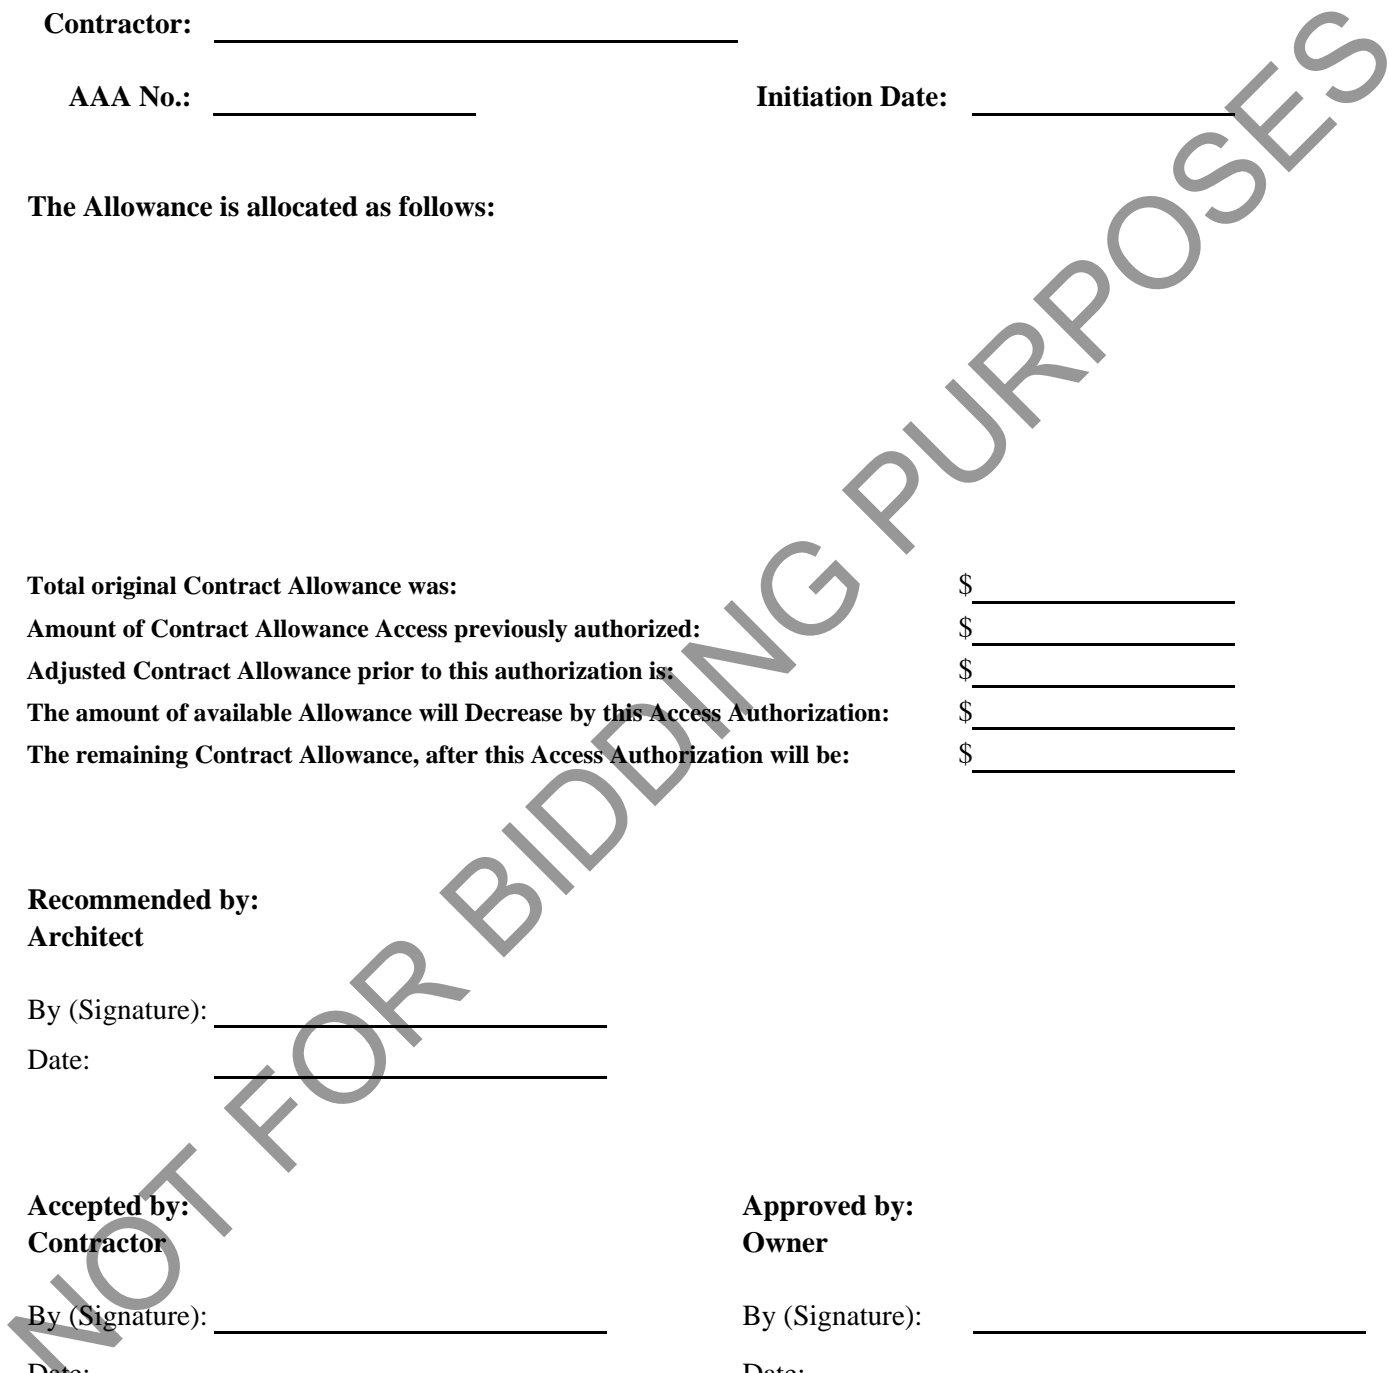 Contractor:
AAA No.: Initiation Date:
The Allowance is allocated as follows:
Total original Contract Allowance was: $
Amount of Contract Allowance Access previously authorized: $
Adjusted Contract Allowance prior to this authorization is: $
The amount of available Allowance will Decrease by this Access Authorization: $
The remaining Contract Allowance, after this Access Authorization will be: $
Recommended by:
Architect
By (Signature):
Date:
Accepted by: Approved by:
Contractor Owner
By (Signature): By (Signature):
Date: Date:
NOT FOR BIDDING PURPOSES